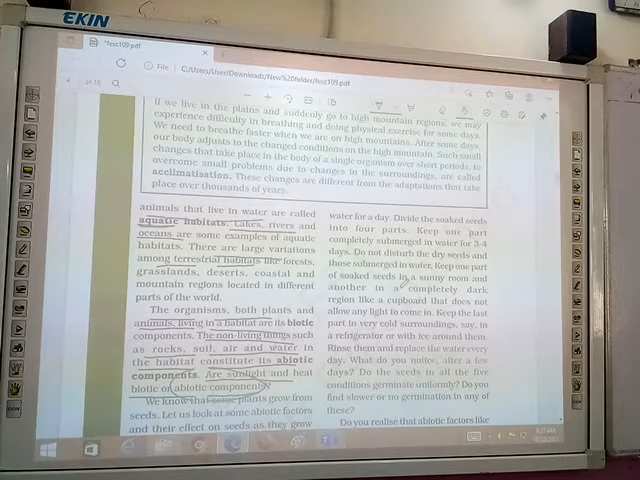 EKIN
fesc109.pdf
File C:/Users/User/Downloads/New%20folder/fesc109.pdf
4 of 16
If we live in the plains and suddenly go to high mountain regions, we may
experience difficulty in breathing and doing physical exercise for some days.
We need to breathe faster when we are on high mountains. After some days,
our body adjusts to the changed conditions on the high mountain. Such small
changes that take place in the body of a single organism over short periods, to
overcome small problems due to changes in the surroundings, are called
acclimatisation. These changes are different from the adaptations that take
place over thousands of years.
animals that live in water are called
aquatic habitats. Lakes, rivers and
oceans are some examples of aquatic
habitats. There are large variations
among terrestrial habitats like forests,
grasslands, deserts, coastal and
mountain regions located in different
parts of the world.
The organisms, both plants and
animals, living in a habitat are its biotic
components. The non-living things such
as rocks, soil, air and water in
the habitat constitute its abiotic
components. Are sunlight and heat
biotic or abiotic components?
We know that some plants grow from
seeds. Let us look at some abiotic factors
and their effect on seeds as they grow
water for a day. Divide the soaked seeds
into four parts. Keep one part
completely submerged in water for 3-4
days. Do not disturb the dry seeds and
those submerged in water. Keep one part
of soaked seeds in a sunny room and
another in a completely dark
region like a cupboard that does not
allow any light to come in. Keep the last
part in very cold surroundings, say, in
a refrigerator or with ice around them.
Rinse them and replace the water every
day. What do you notice, after a few
days? Do the seeds in all the five
conditions germinate uniformly? Do you
find slower or no germination in any of
these?
Do you realise that abiotic factors like